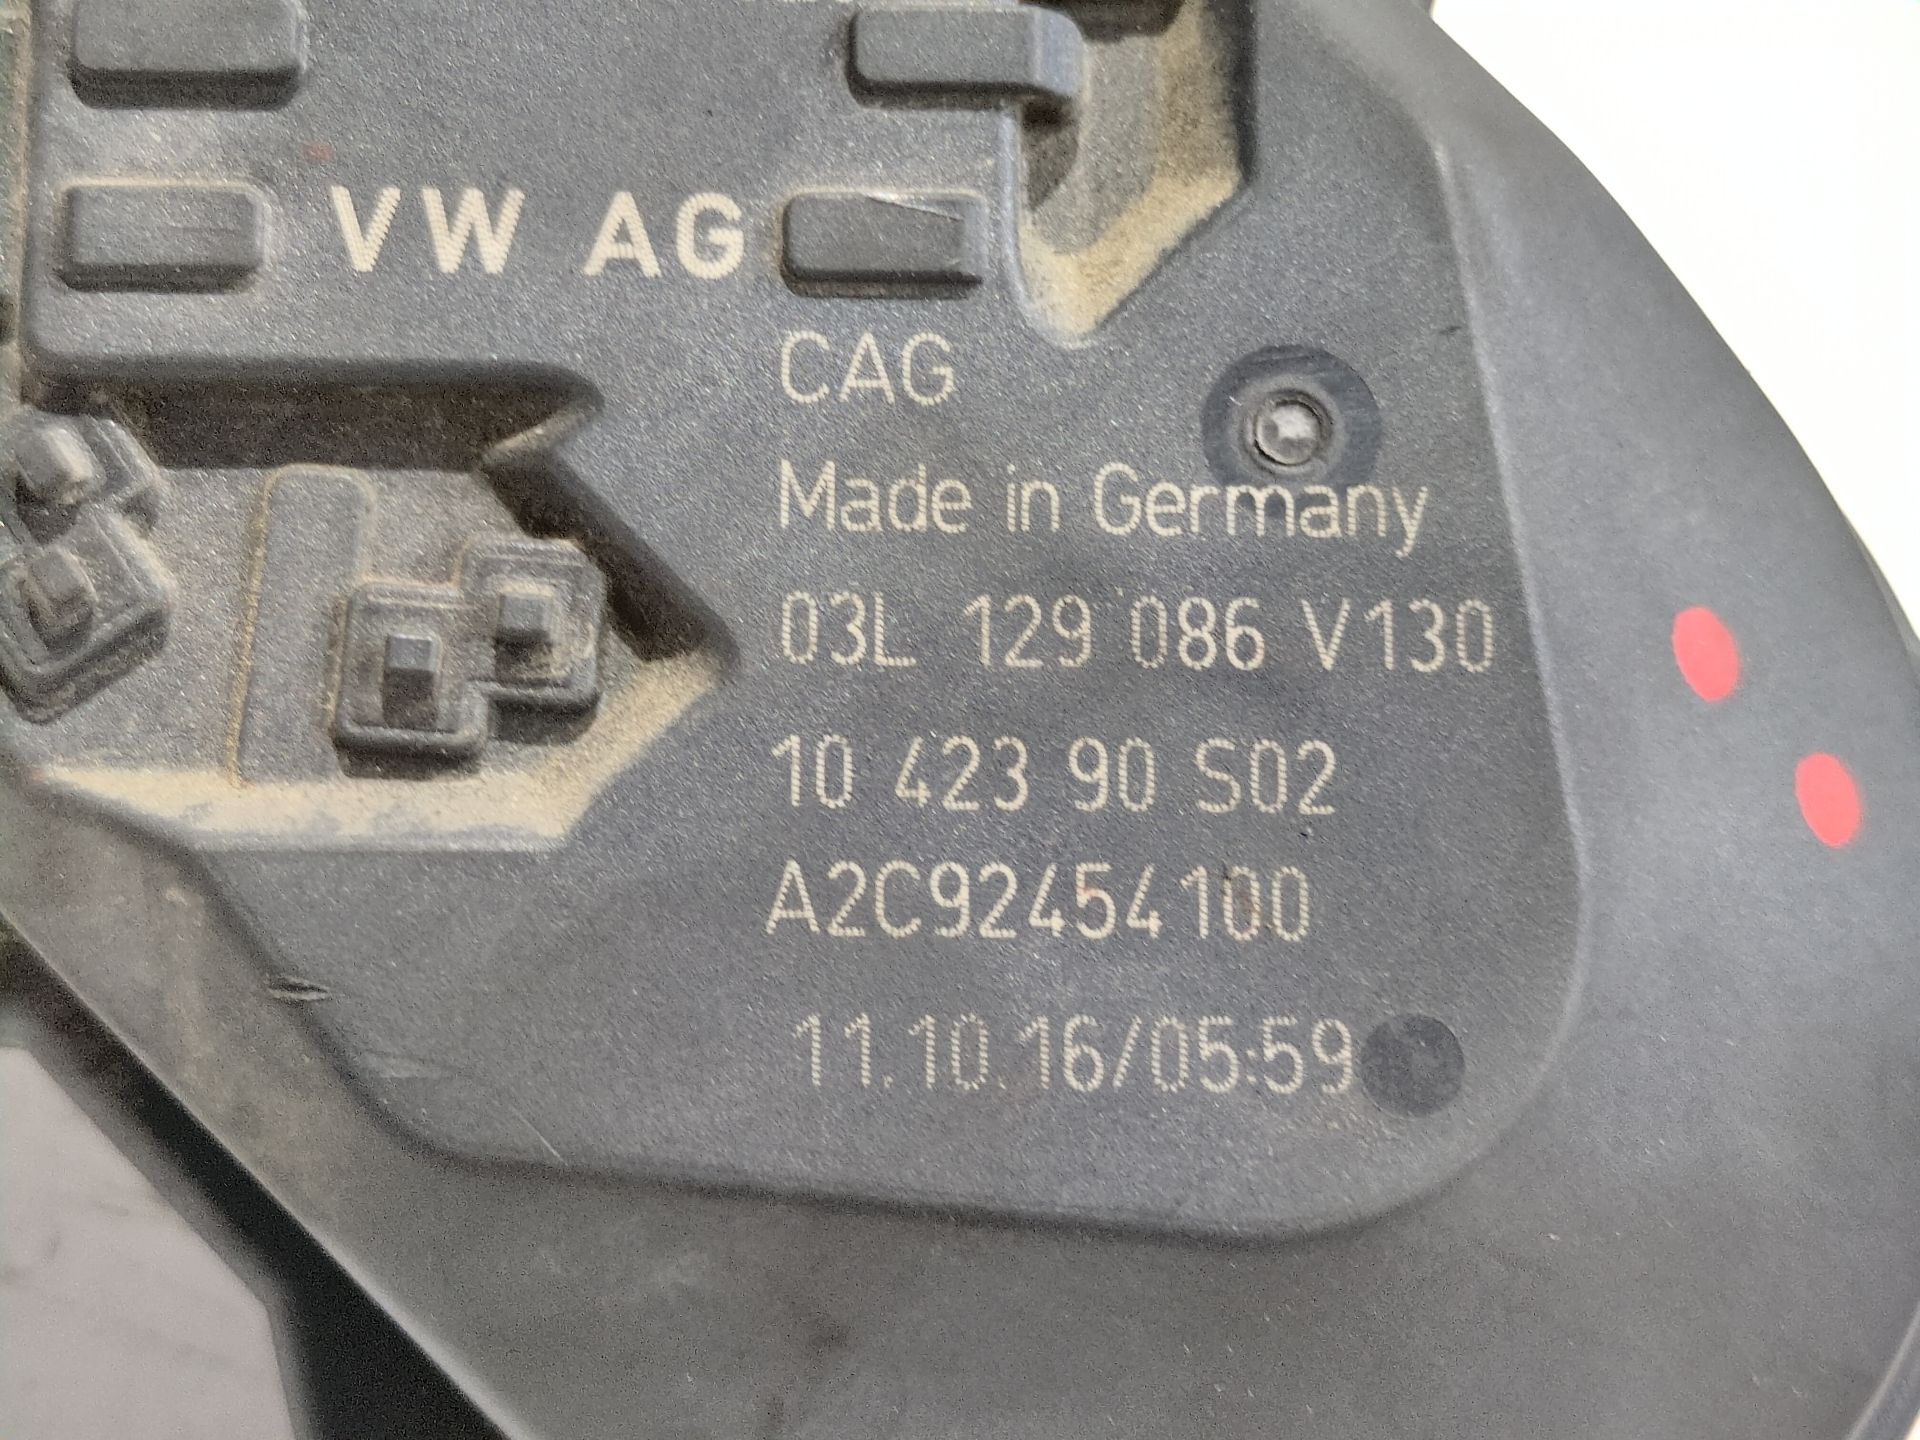 VW AG
CAG
Made in Germany
03L 129 086 V130
10 423 90 S02
A2C92454100
11.10.16/05:59